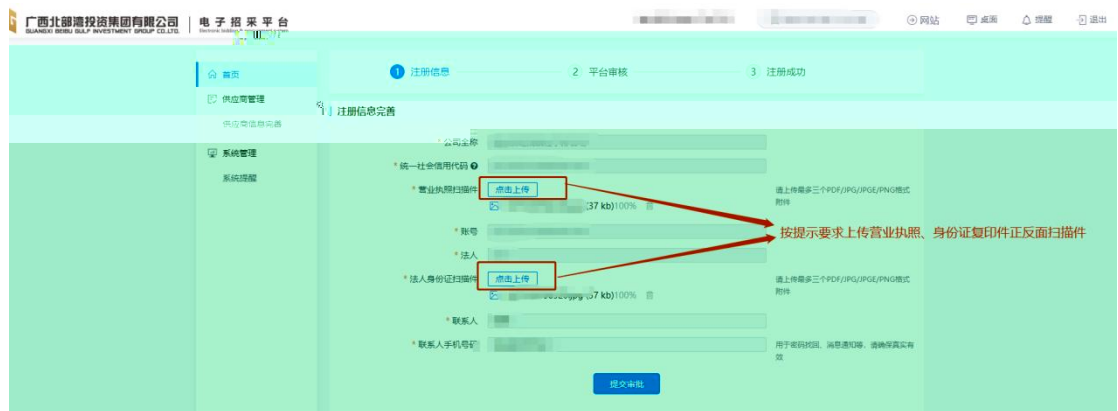 广西北部湾投资集团有限公司 电子招采平台
GUANGXI BEIBU GULF INVESTMENT GROUP CO.,LTD.
网站 桌面 提醒 退出
首页
供应商管理
供应商信息完善
系统管理
系统提醒
1 注册信息 2 平台审核 3 注册成功
注册信息完善
* 公司全称
* 统一社会信用代码
* 营业执照扫描件 点击上传 请上传最多三个PDF/JPG/JPGE/PNG格式
附件
(37 kb)100%
* 账号
按提示要求上传营业执照、身份证复印件正反面扫描件
* 法人
* 法人身份证扫描件 点击上传 请上传最多三个PDF/JPG/JPGE/PNG格式
附件
jpg (57 kb)100%
* 联系人
* 联系人手机号码 用于密码找回、消息通知等，请确保真实有
效
提交审批